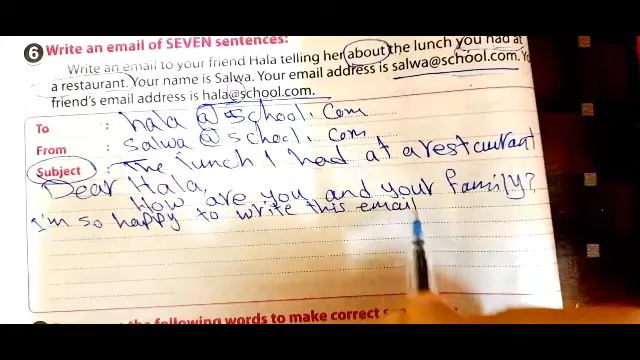 6 Write an email of SEVEN sentences:
Write an email to your friend Hala telling her about the lunch you had at
a restaurant. Your name is Salwa. Your email address is salwa@school.com.
friend's email address is hala@school.com.
To : hala@school.com
From : salwa@school.com
Subject : The lunch I had at a restaurant
Dear Hala,
How are you and your family?
I'm so happy to write this email
the following words to make correct